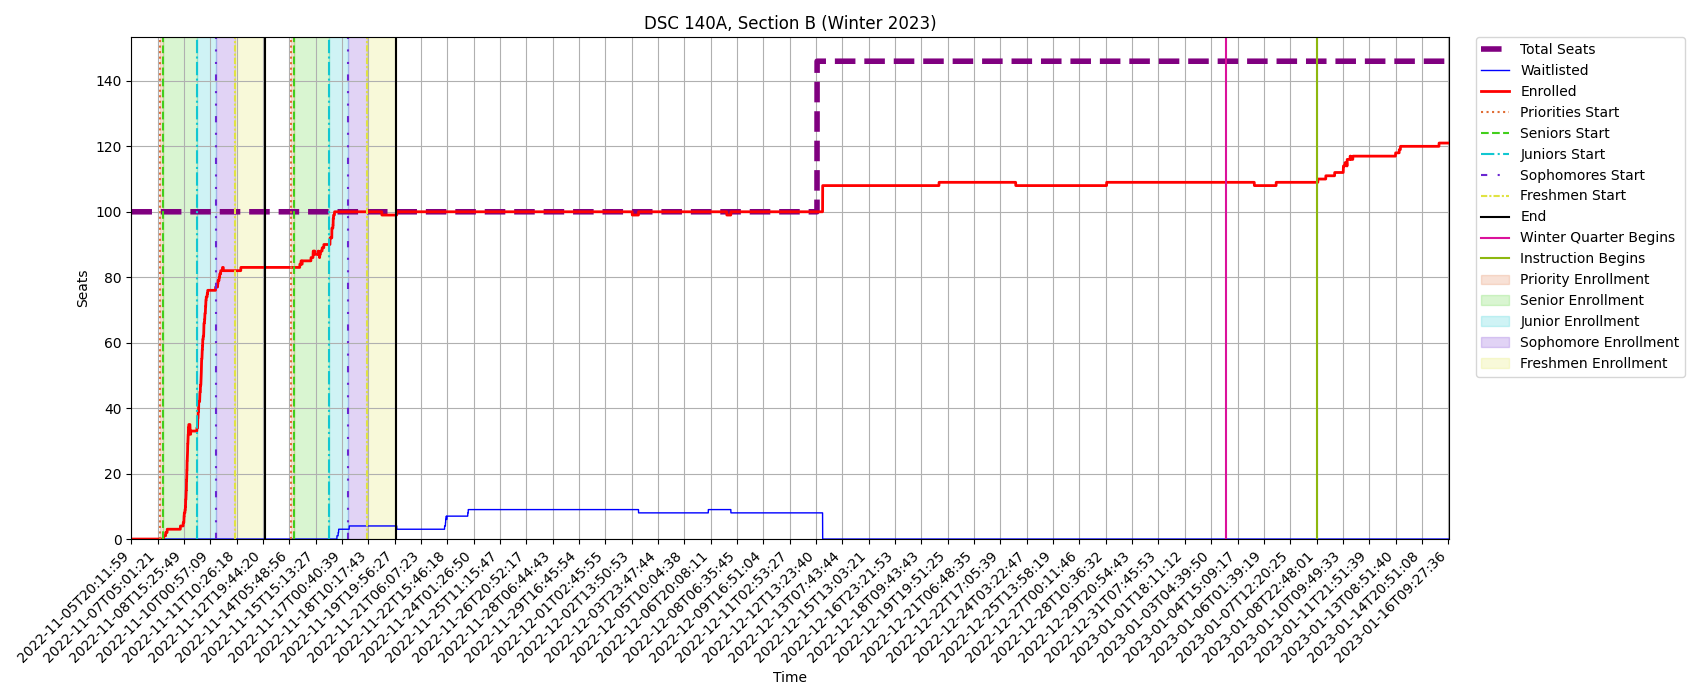 DSC 140A, Section B (Winter 2023)
Seats
140
120
100
80
60
40
20
0
2022-11-05T20:11:59
2022-11-07T05:01:21
2022-11-08T15:25:49
2022-11-10T00:57:09
2022-11-11T10:26:18
2022-11-12T19:44:20
2022-11-14T05:48:56
2022-11-15T15:13:27
2022-11-17T00:40:39
2022-11-18T10:17:43
2022-11-19T19:56:27
2022-11-21T06:07:23
2022-11-22T15:46:18
2022-11-24T01:26:50
2022-11-25T11:15:47
2022-11-26T20:52:17
2022-11-28T06:44:43
2022-11-29T16:45:54
2022-12-01T02:45:55
2022-12-02T13:50:53
2022-12-03T23:47:44
2022-12-05T10:04:38
2022-12-06T20:08:11
2022-12-08T06:35:45
2022-12-09T16:51:04
2022-12-11T02:53:27
2022-12-12T13:23:40
2022-12-13T07:43:44
2022-12-15T13:03:21
2022-12-16T23:21:53
2022-12-18T09:43:43
2022-12-19T19:51:25
2022-12-21T06:48:35
2022-12-22T17:05:39
2022-12-24T03:22:47
2022-12-25T13:58:19
2022-12-27T00:11:46
2022-12-28T10:36:32
2022-12-29T20:54:43
2022-12-31T07:45:53
2023-01-01T18:11:12
2023-01-03T04:39:50
2023-01-04T15:09:17
2023-01-06T01:39:19
2023-01-07T12:20:25
2023-01-08T22:48:01
2023-01-10T09:49:33
2023-01-11T21:51:39
2023-01-13T08:51:40
2023-01-14T20:51:08
2023-01-16T09:27:36
Time
Total Seats
Waitlisted
Enrolled
Priorities Start
Seniors Start
Juniors Start
Sophomores Start
Freshmen Start
End
Winter Quarter Begins
Instruction Begins
Priority Enrollment
Senior Enrollment
Junior Enrollment
Sophomore Enrollment
Freshmen Enrollment